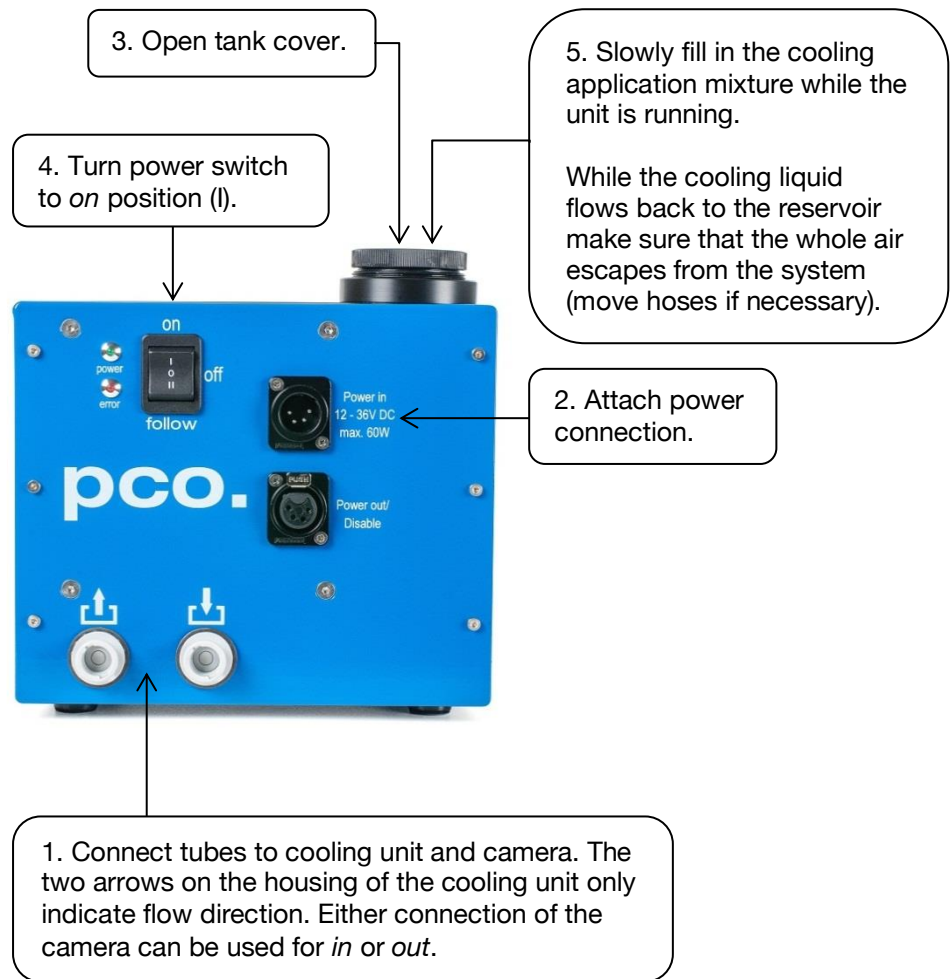 3. Open tank cover.
5. Slowly fill in the cooling
application mixture while the
unit is running.
While the cooling liquid
flows back to the reservoir
make sure that the whole air
escapes from the system
(move hoses if necessary).
4. Turn power switch
to on position (I).
on
power
I
O
II
off
error
follow
Power in
12 - 36V DC
max. 60W
2. Attach power
connection.
pco.
PUSH
Power out/
Disable
1. Connect tubes to cooling unit and camera. The
two arrows on the housing of the cooling unit only
indicate flow direction. Either connection of the
camera can be used for in or out.